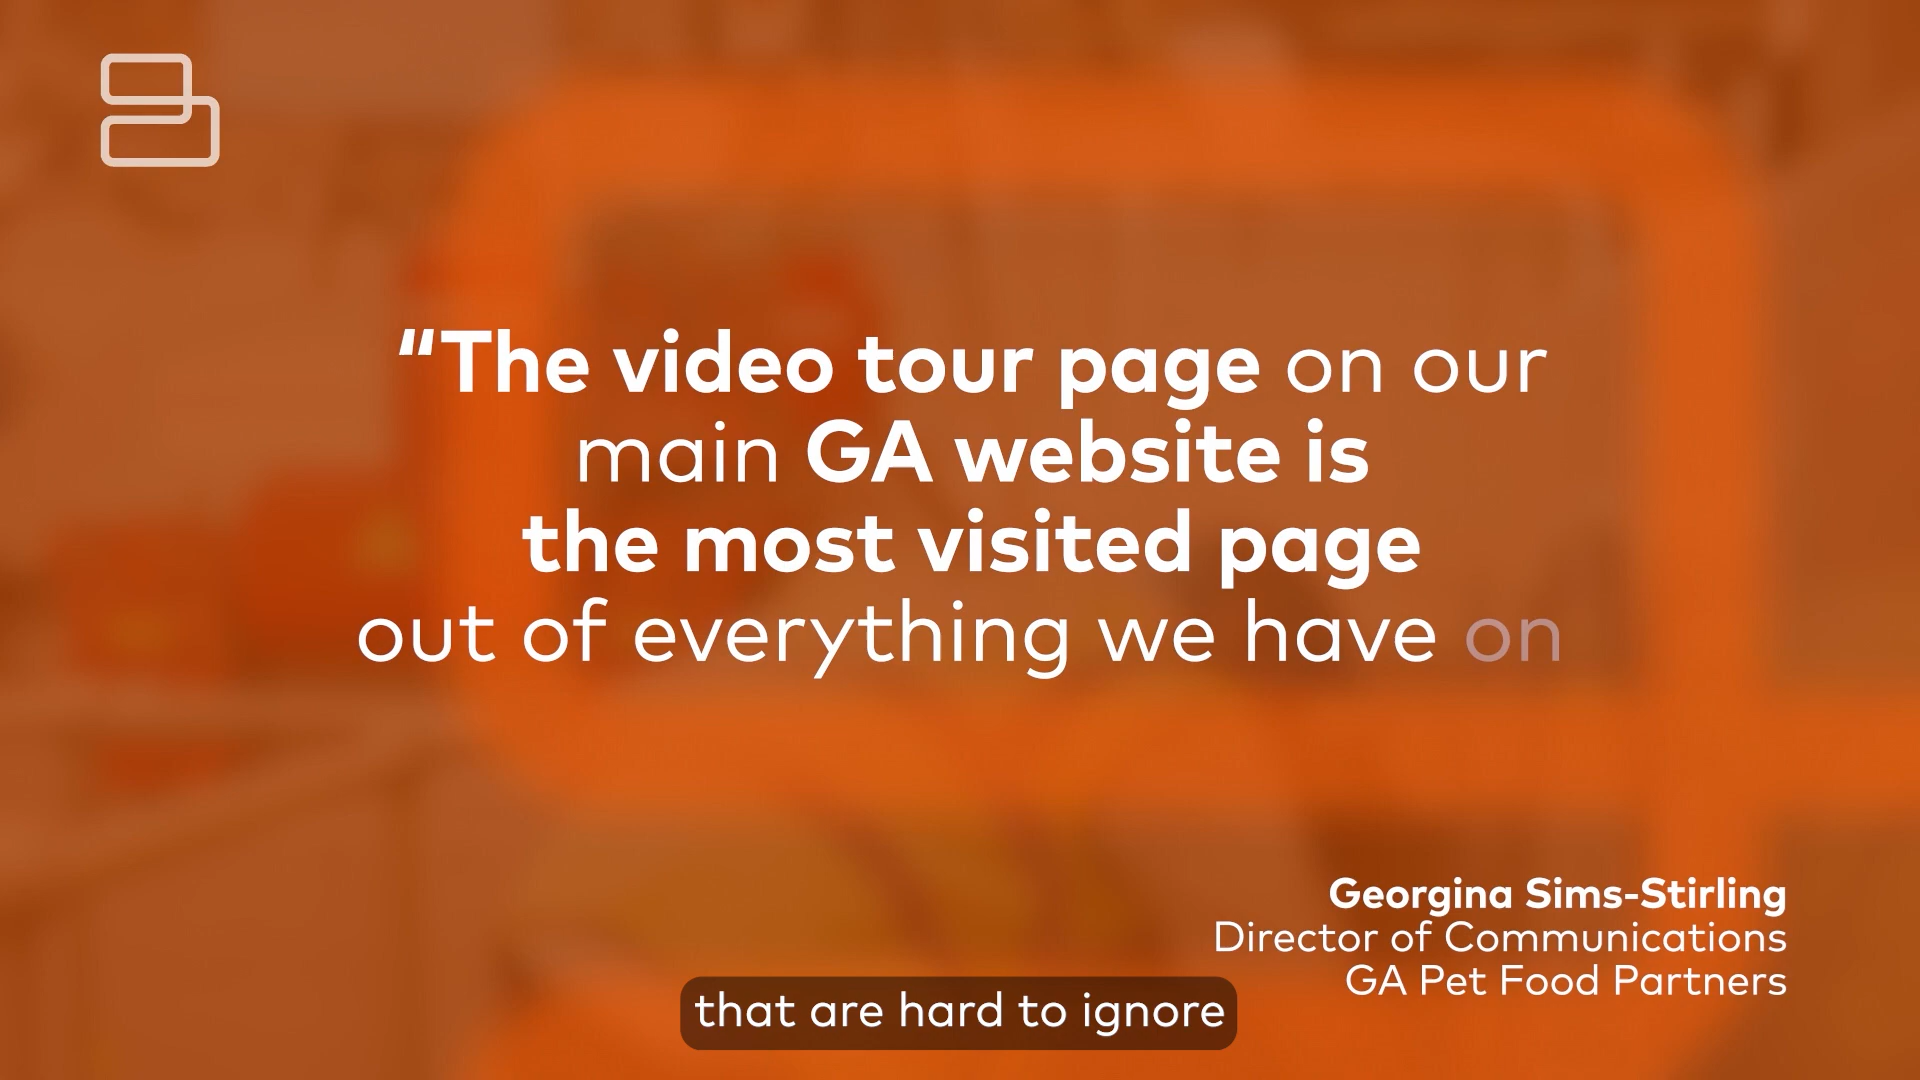 “The video tour page on our
main GA website is
the most visited page
out of everything we have on
Georgina Sims-Stirling
Director of Communications
GA Pet Food Partners
that are hard to ignore